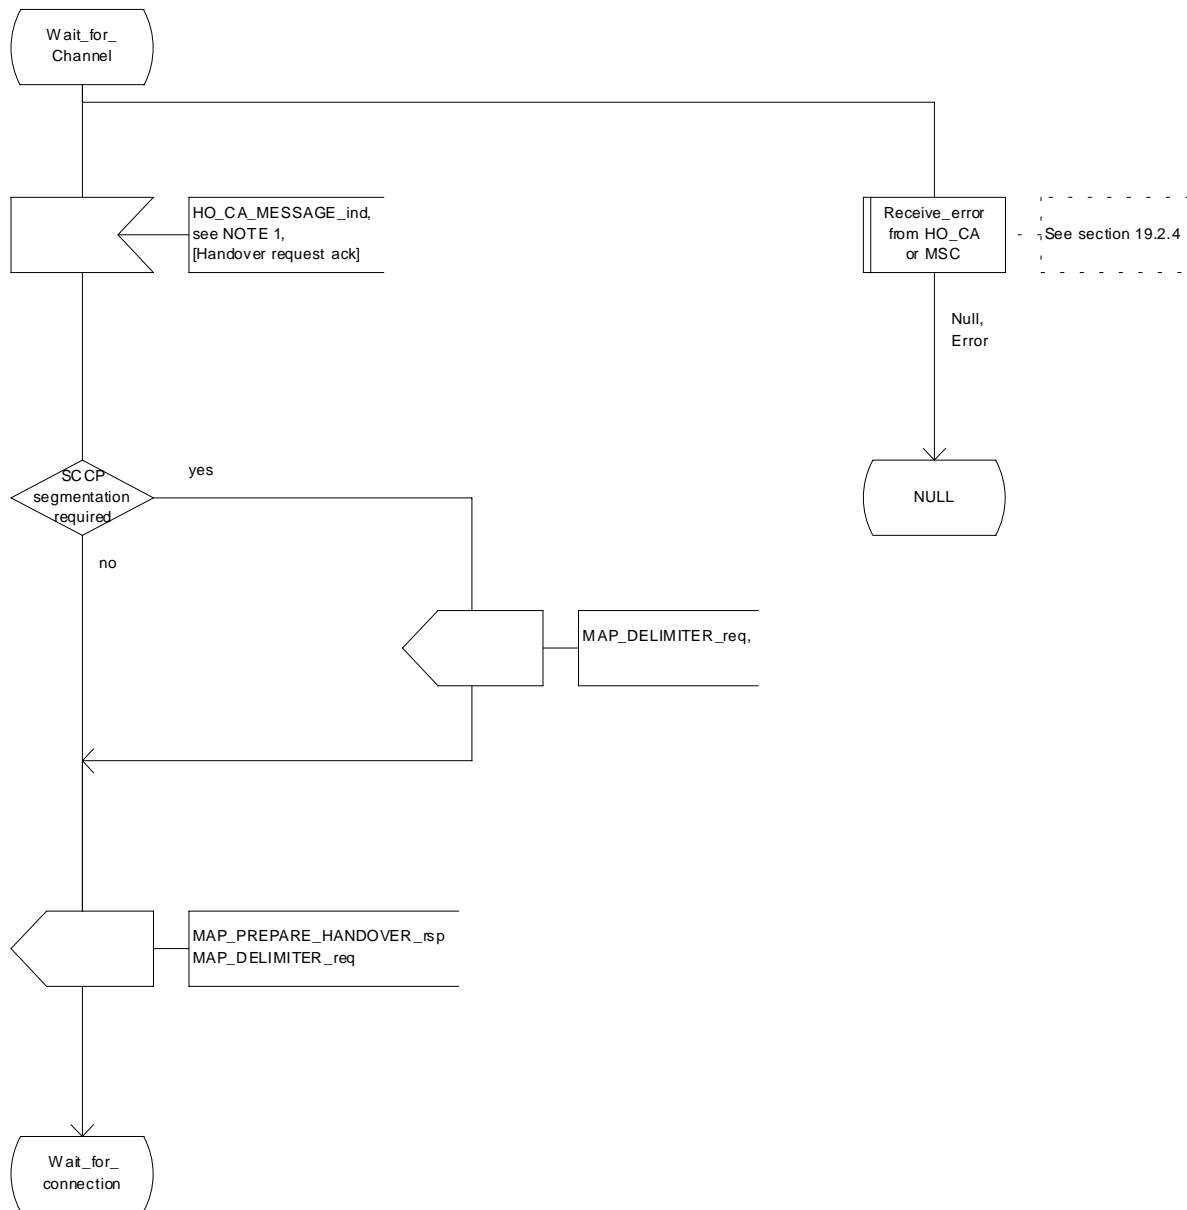 Wait_for_
Channel
HO_CA_MESSAGE_ind,
see NOTE 1,
[Handover request ack]
Receive_error
from HO_CA
or MSC
See section 19.2.4
Null,
Error
SCCP
segmentation
required
yes
NULL
no
MAP_DELIMITER_req,
MAP_PREPARE_HANDOVER_rsp
MAP_DELIMITER_req
Wait_for_
connection